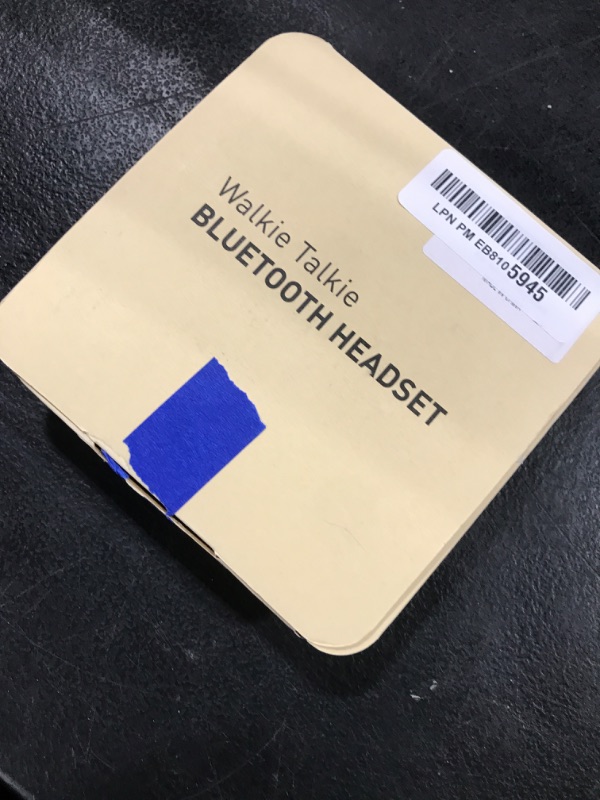 Walkie Talkie
BLUETOOTH HEADSET
LPN PM EB8105945